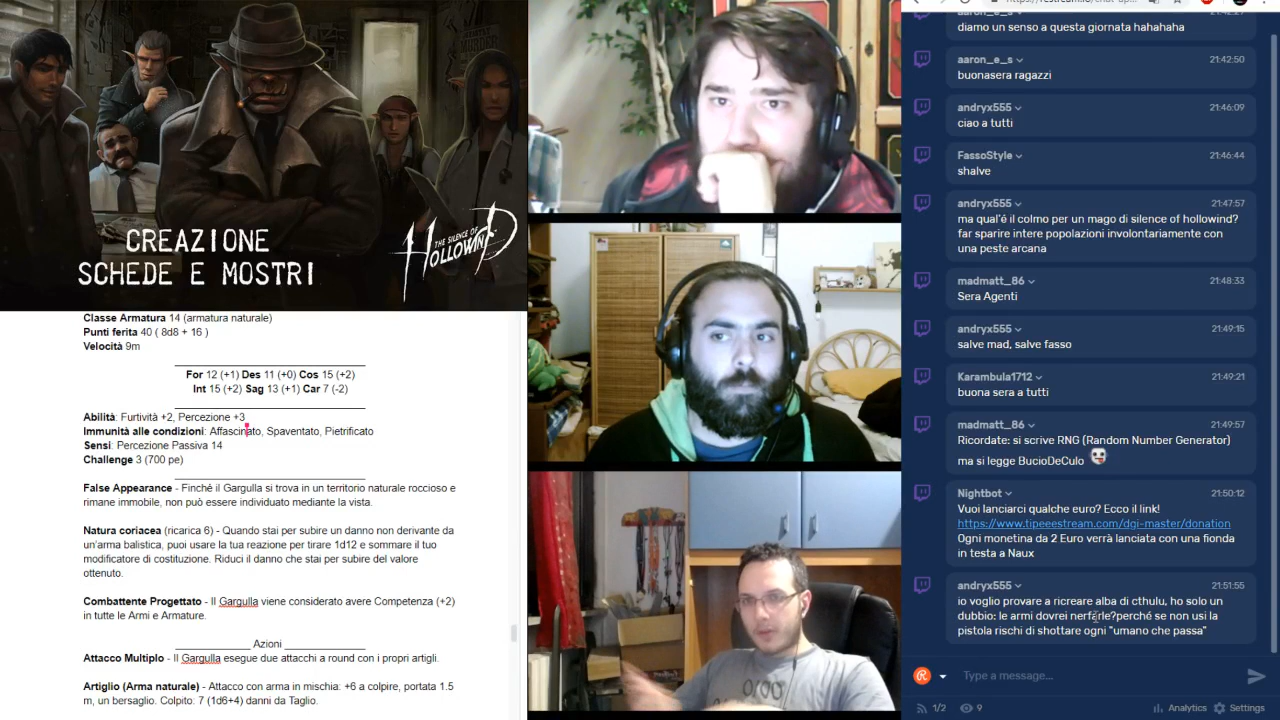 CREAZIONE
SCHEDE E MOSTRI
THE SILENCE OF
HOLLOWIND
Classe Armatura 14 (armatura naturale)
Punti ferita 40 ( 8d8 + 16 )
Velocità 9m
For 12 (+1) Des 11 (+0) Cos 15 (+2)
Int 15 (+2) Sag 13 (+1) Car 7 (-2)
Abilità: Furtività +2, Percezione +3
Immunità alle condizioni: Affascinato, Spaventato, Pietrificato
Sensi: Percezione Passiva 14
Challenge 3 (700 pe)
False Appearance - Finché il Gargulla si trova in un territorio naturale roccioso e
rimane immobile, non può essere individuato mediante la vista.
Natura coriacea (ricarica 6) - Quando stai per subire un danno non derivante da
un'arma balistica, puoi usare la tua reazione per tirare 1d12 e sommare il tuo
modificatore di costituzione. Riduci il danno che stai per subire del valore
ottenuto.
Combattente Progettato - Il Gargulla viene considerato avere Competenza (+2)
in tutte le Armi e Armature.
Azioni
Attacco Multiplo - Il Gargulla esegue due attacchi a round con i propri artigli.
Artiglio (Arma naturale) - Attacco con arma in mischia: +6 a colpire, portata 1.5
m, un bersaglio. Colpito: 7 (1d6+4) danni da Taglio.
aaron_e_s 21:42:27
diamo un senso a questa giornata hahahaha
aaron_e_s 21:42:50
buonasera ragazzi
andryx555 21:46:09
ciao a tutti
FassoStyle 21:46:44
shalve
andryx555 21:47:57
ma qual'é il colmo per un mago di silence of hollowind?
far sparire intere popolazioni involontariamente con
una peste arcana
madmatt_86 21:48:33
Sera Agenti
andryx555 21:49:15
salve mad, salve fasso
Karambula1712 21:49:21
buona sera a tutti
madmatt_86 21:49:57
Ricordate: si scrive RNG (Random Number Generator)
ma si legge BucioDeCulo
Nightbot 21:50:12
Vuoi lanciarci qualche euro? Ecco il link!
https://www.tipeeestream.com/dgi-master/donation
Ogni monetina da 2 Euro verrà lanciata con una fionda
in testa a Naux
andryx555 21:51:55
io voglio provare a ricreare alba di cthulu, ho solo un
dubbio: le armi dovrei nerfarle?perché se non usi la
pistola rischi di shottare ogni "umano che passa"
Type a message...
1/2 9 Analytics Settings